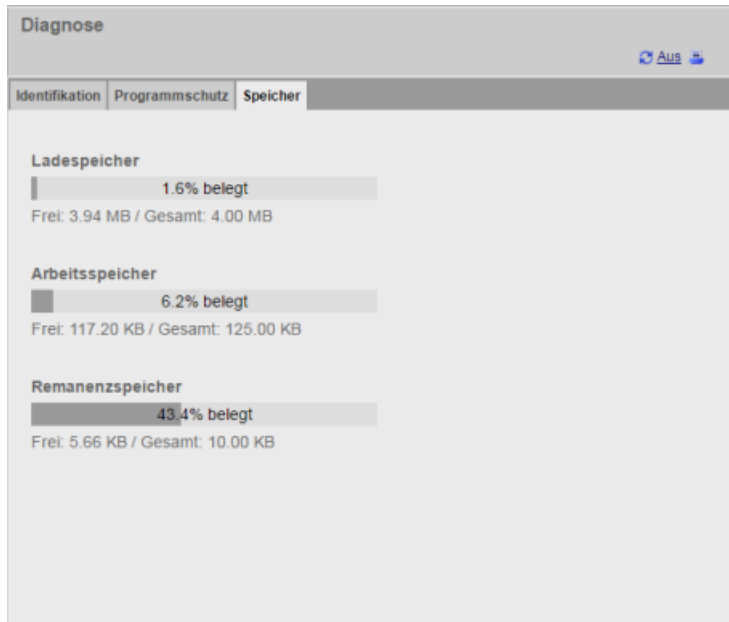 Diagnose
Aus
Identifikation Programmschutz Speicher
Ladespeicher
1.6% belegt
Frei: 3.94 MB / Gesamt: 4.00 MB
Arbeitsspeicher
6.2% belegt
Frei: 117.20 KB / Gesamt: 125.00 KB
Remanenzspeicher
43.4% belegt
Frei: 5.66 KB / Gesamt: 10.00 KB